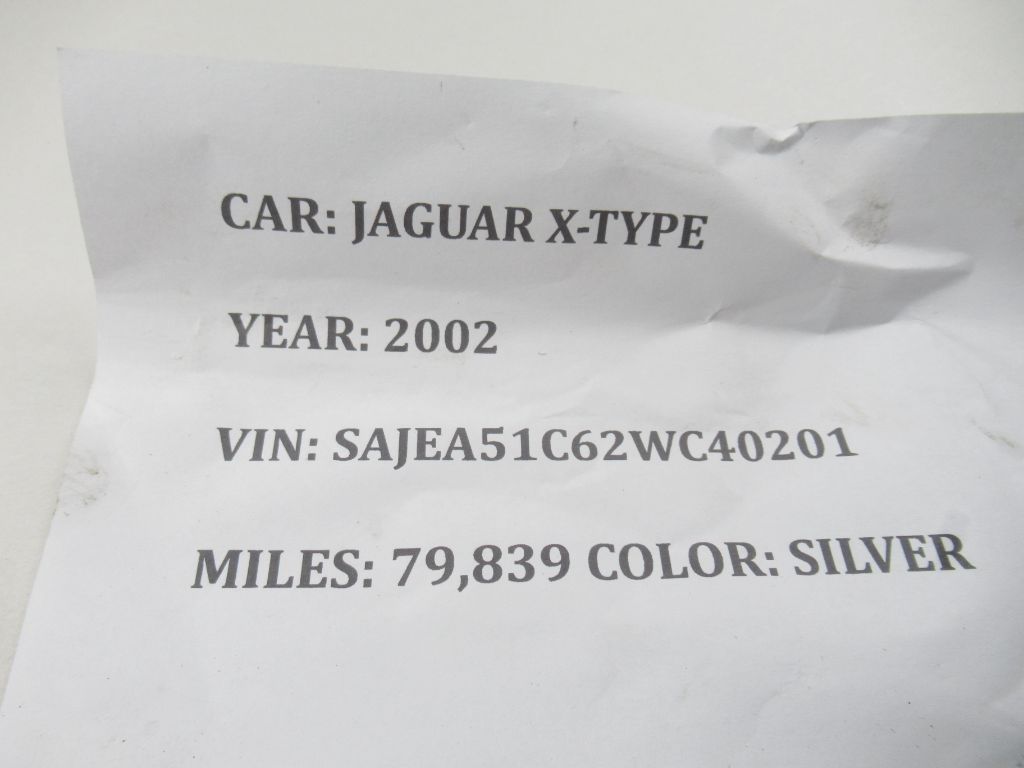 CAR: JAGUAR X-TYPE
YEAR: 2002
VIN: SAJEA51C62WC40201
MILES: 79,839 COLOR: SILVER